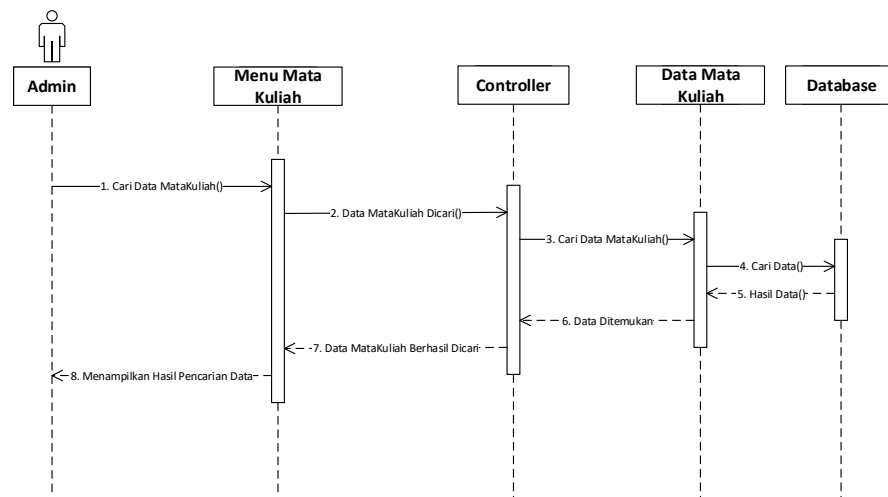 Admin
Menu Mata
Kuliah
Controller
Data Mata
Kuliah
Database
1. Cari Data MataKuliah()
2. Data MataKuliah Dicari()
3. Cari Data MataKuliah()
4. Cari Data()
5. Hasil Data()
6. Data Ditemukan
7. Data MataKuliah Berhasil Dicari
8. Menampilkan Hasil Pencarian Data